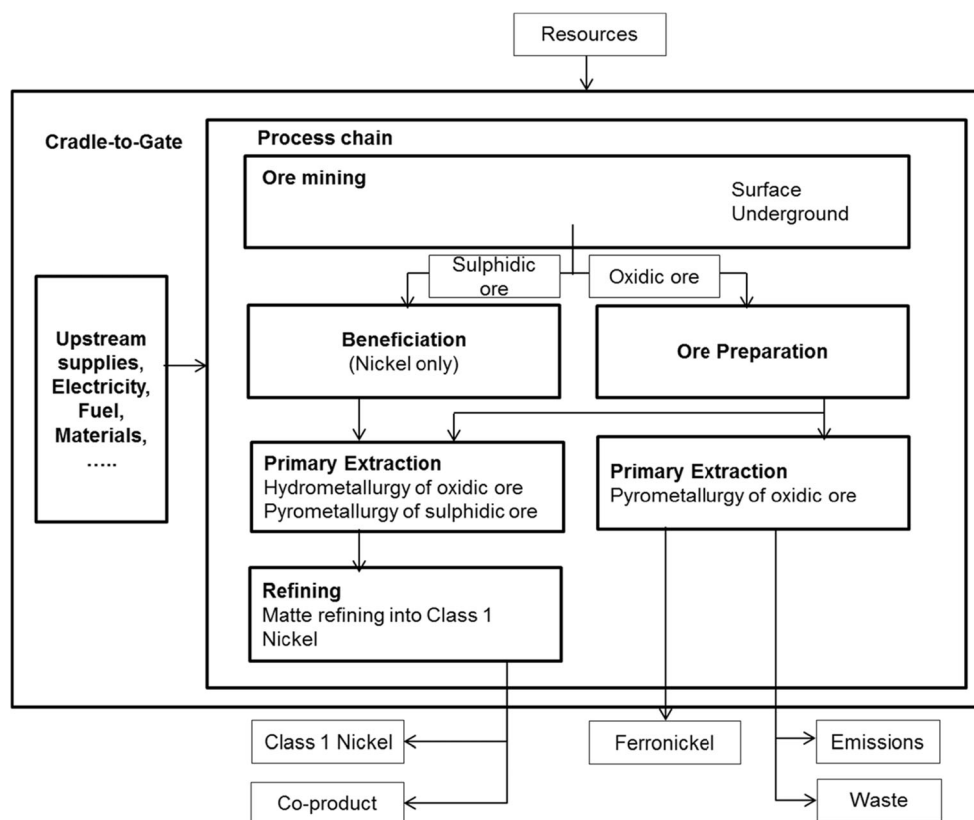 Resources
Cradle-to-Gate
Process chain
Ore mining
Surface
Underground
Sulphidic
ore
Oxidic ore
Upstream
supplies,
Electricity,
Fuel,
Materials,
…..
Beneficiation
(Nickel only)
Ore Preparation
Primary Extraction
Hydrometallurgy of oxidic ore
Pyrometallurgy of sulphidic ore
Primary Extraction
Pyrometallurgy of oxidic ore
Refining
Matte refining into Class 1
Nickel
Class 1 Nickel
Ferronickel
Emissions
Co-product
Waste